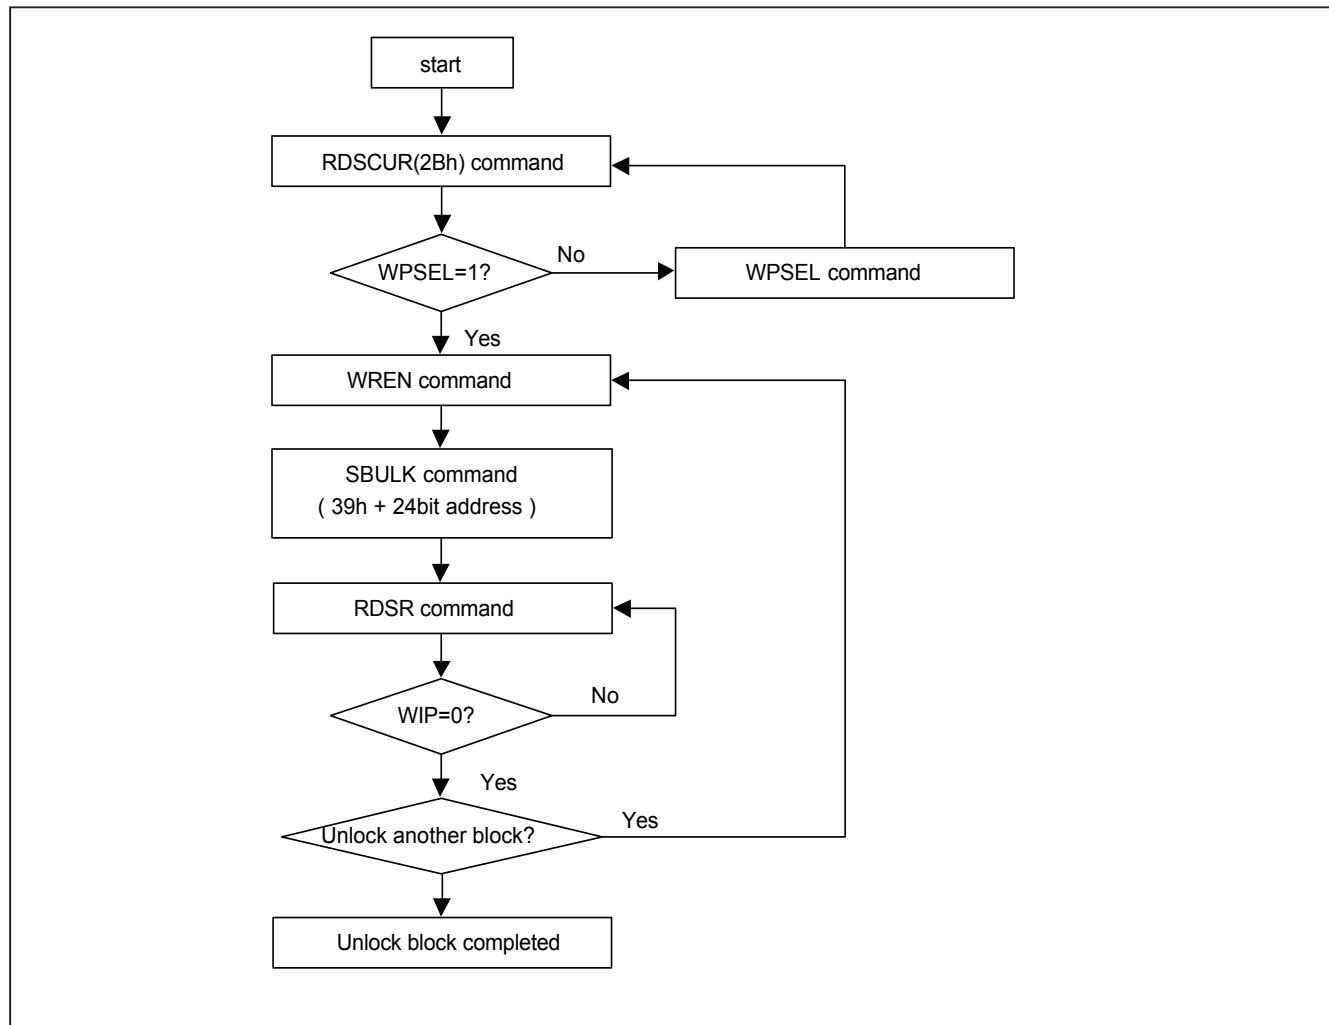 start
RDSCUR(2Bh) command
WPSEL=1?
No
WPSEL command
Yes
WREN command
SBULK command
( 39h + 24bit address )
RDSR command
WIP=0?
No
Yes
Unlock another block?
Yes
Unlock block completed